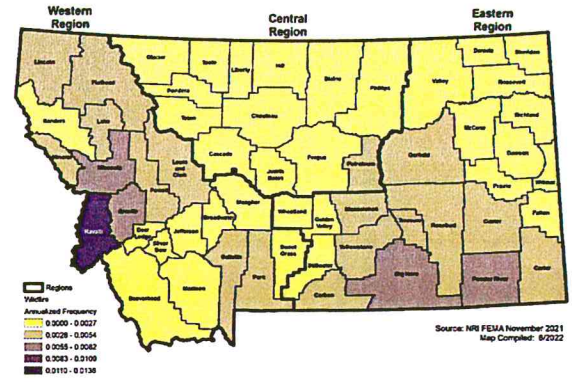 Western
Region
Central
Region
Eastern
Region
Lincoln
Flathead
Glacier
Toole
Liberty
Hill
Blaine
Phillips
Valley
Daniels
Sheridan
Roosevelt
Pondera
Sanders
Lake
Teton
Chouteau
Richland
McCone
Garfield
Dawson
Mineral
Missoula
Lewis
and
Clark
Cascade
Judith
Basin
Fergus
Petroleum
Prairie
Wibaux
Powell
Granite
Ravalli
Deer
Lodge
Silver
Bow
Jefferson
Broadwater
Meagher
Wheatland
Golden
Valley
Musselshell
Rosebud
Custer
Fallon
Gallatin
Park
Sweet
Grass
Stillwater
Yellowstone
Big Horn
Powder River
Carter
Beaverhead
Madison
Carbon
Regions
Wildfire
Annualized Frequency
0.0000 - 0.0027
0.0028 - 0.0054
0.0055 - 0.0082
0.0083 - 0.0109
0.0110 - 0.0136
Source: NRI FEMA November 2021
Map Compiled: 6/2022